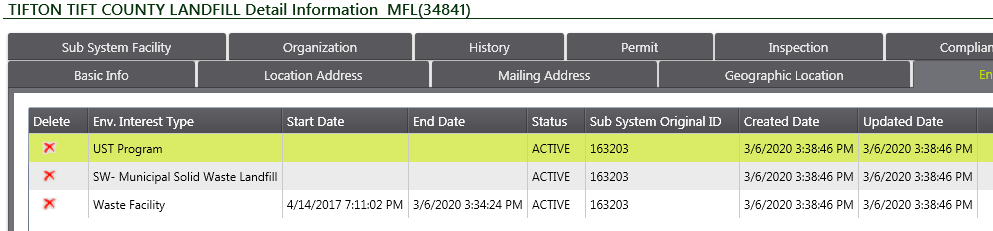 TIFTON TIFT COUNTY LANDFILL Detail Information MFL(34841)
Sub System Facility Organization History Permit Inspection
Basic Info Location Address Mailing Address Geographic Location
Delete Env. Interest Type Start Date End Date Status Sub System Original ID Created Date Updated Date
UST Program ACTIVE 163203 3/6/2020 3:38:46 PM 3/6/2020 3:38:46 PM
SW- Municipal Solid Waste Landfill ACTIVE 163203 3/6/2020 3:38:46 PM 3/6/2020 3:38:46 PM
Waste Facility 4/14/2017 7:11:02 PM 3/6/2020 3:34:24 PM ACTIVE 163203 3/6/2020 3:38:46 PM 3/6/2020 3:38:46 PM